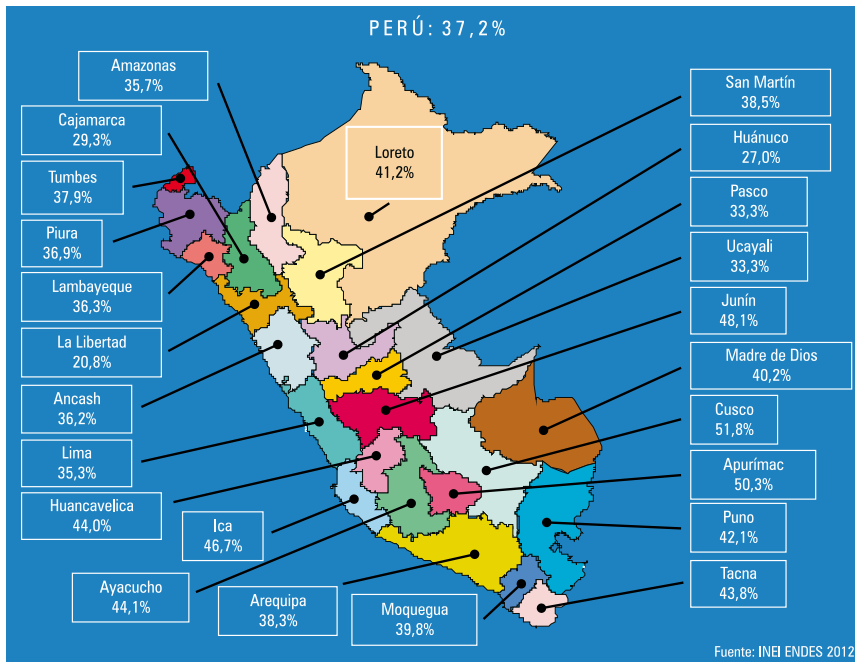 PERÚ: 37,2%
Amazonas
35,7%
Cajamarca
29,3%
Tumbes
37,9%
Piura
36,9%
Lambayeque
36,3%
La Libertad
20,8%
Ancash
36,2%
Lima
35,3%
Huancavelica
44,0%
Ica
46,7%
Ayacucho
44,1%
Arequipa
38,3%
Moquegua
39,8%
Loreto
41,2%
San Martín
38,5%
Huánuco
27,0%
Pasco
33,3%
Ucayali
33,3%
Junín
48,1%
Madre de Dios
40,2%
Cusco
51,8%
Apurímac
50,3%
Puno
42,1%
Tacna
43,8%
Fuente: INEI ENDES 2012